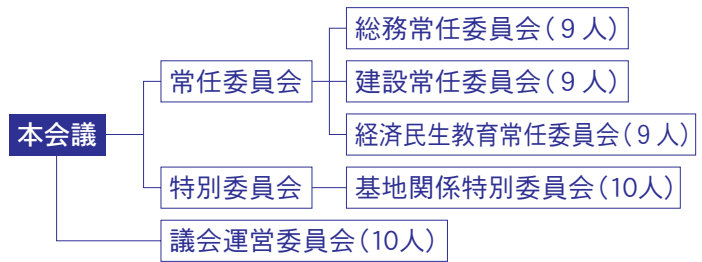 総務常任委員会(9人)
常任委員会
建設常任委員会(9人)
本会議
経済民生教育常任委員会(9人)
特別委員会
基地関係特別委員会(10人)
議会運営委員会(10人)